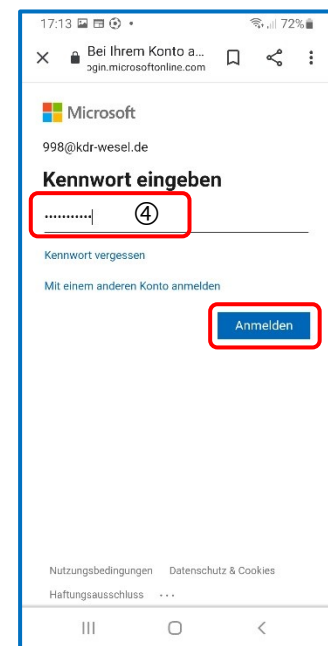 17:13 72%
Bei Ihrem Konto a...
ogin.microsoftonline.com
Microsoft
998@kdr-wesel.de
Kennwort eingeben
••••••••••• ④
Kennwort vergessen
Mit einem anderen Konto anmelden
Anmelden
Nutzungsbedingungen Datenschutz & Cookies
Haftungsausschluss ···